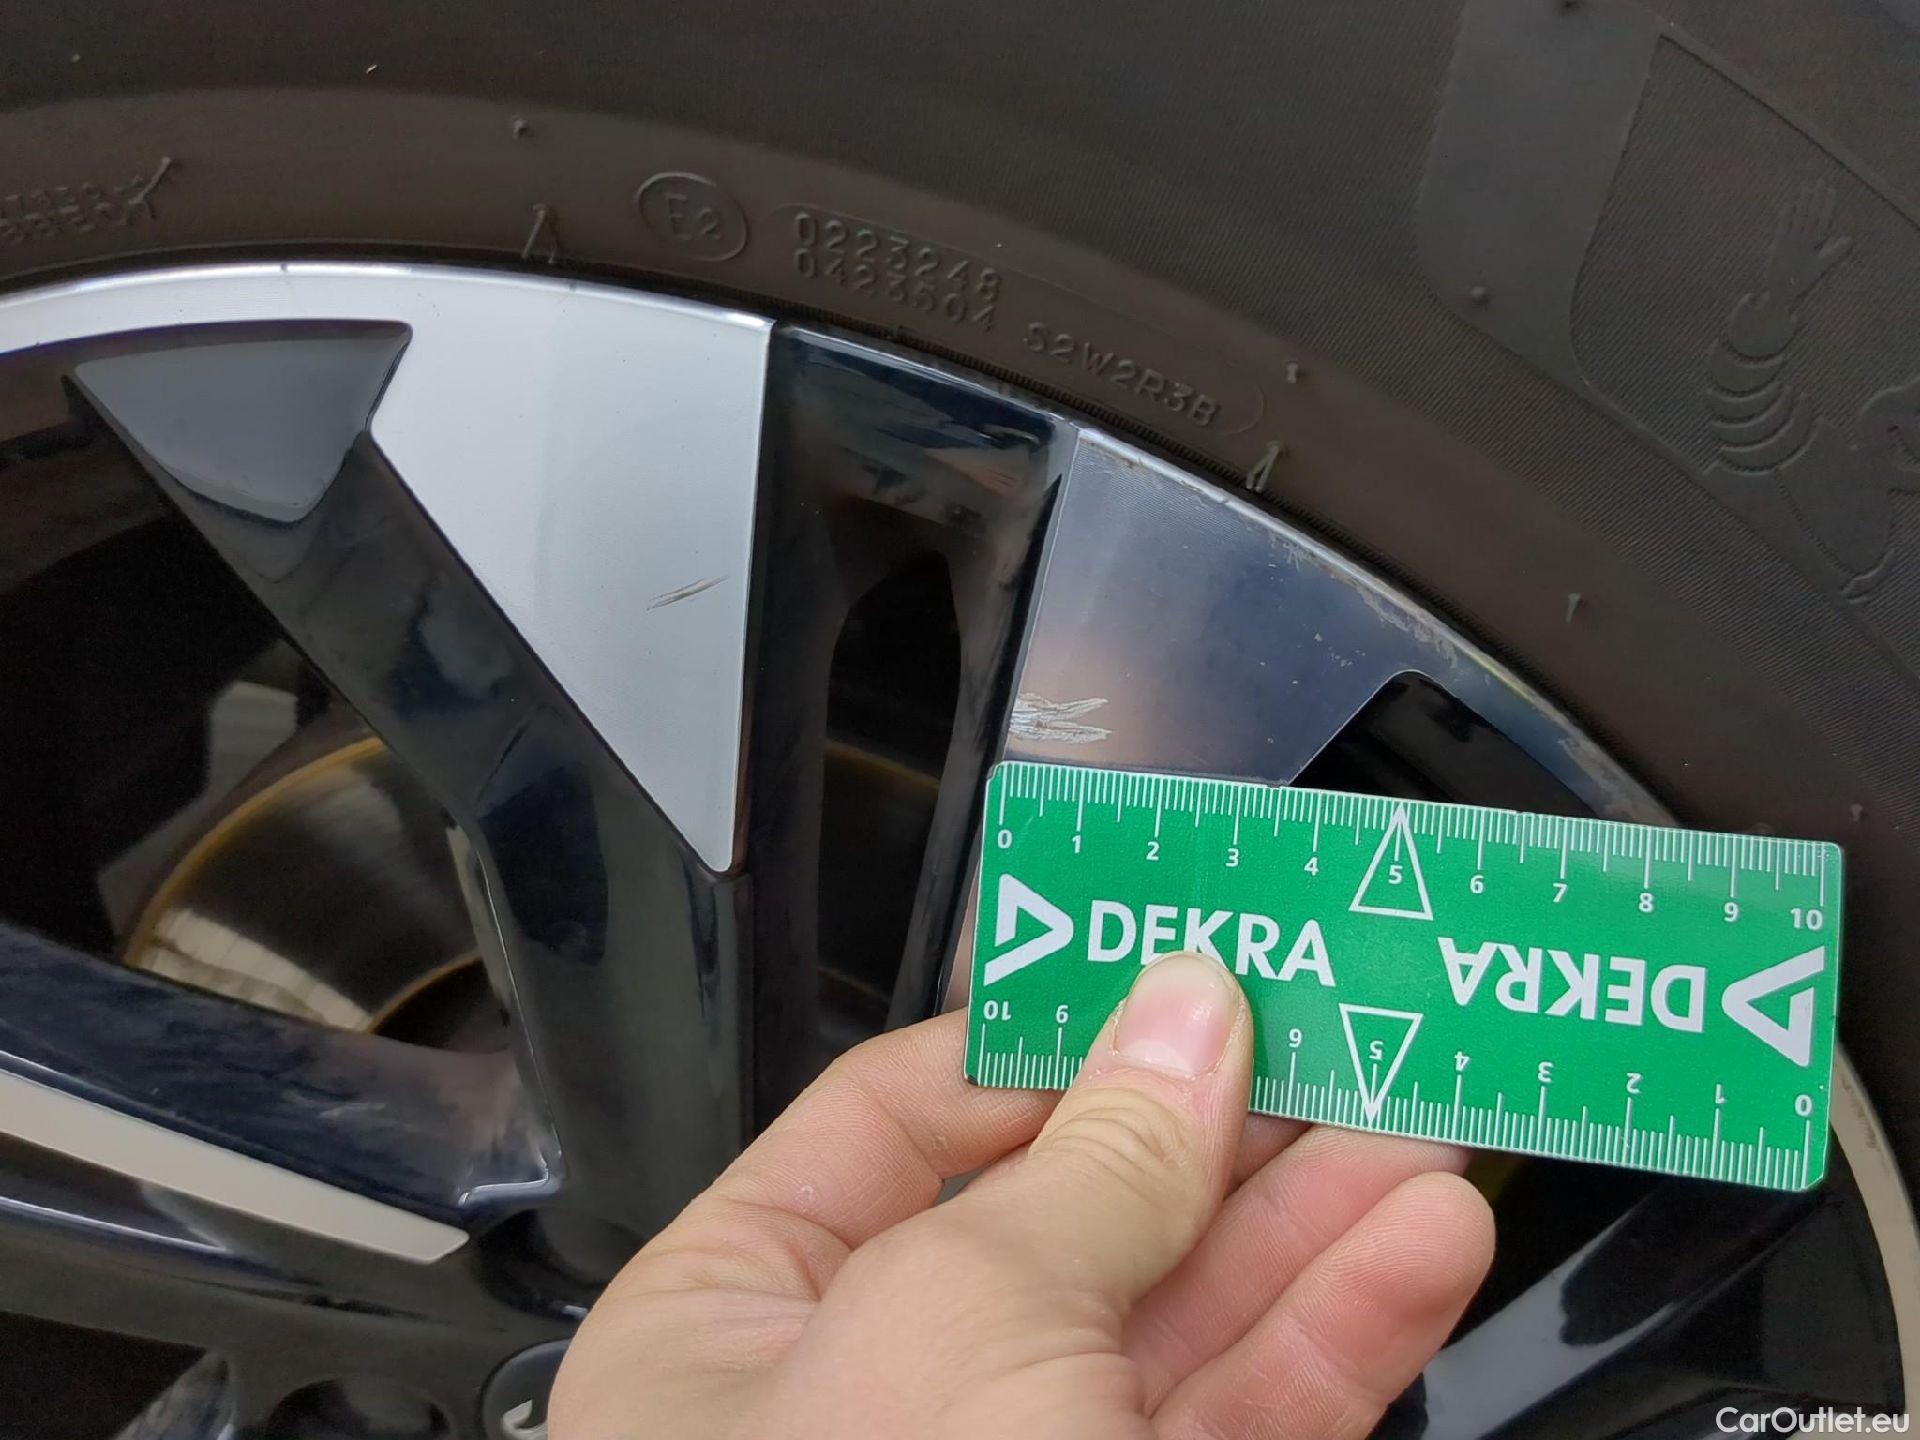 E2
0223248
0423504
S2W2R3B
0 1 2 3 4 5 6 7 8 9 10
DEKRA
DEKRA
10 9 6 5 4 3 2 1 0
CarOutlet.eu